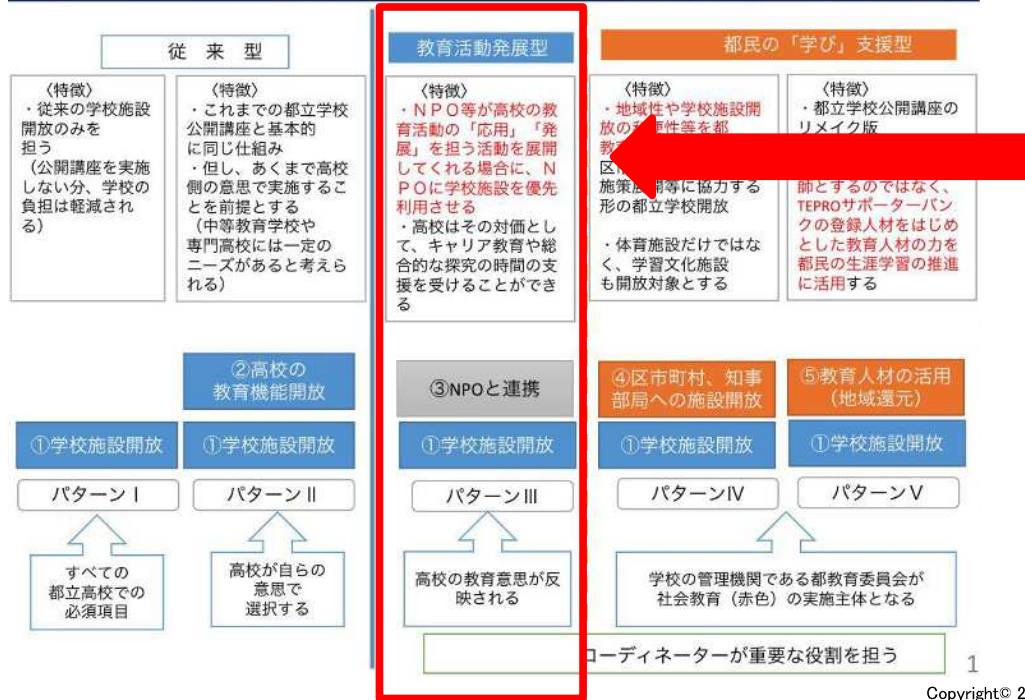 従 来 型
〈特徴〉
・従来の学校施設
開放のみを
担う
（公開講座を実施
しない分、学校の
負担は軽減され
る）
〈特徴〉
・これまでの都立学校
公開講座と基本的
に同じ仕組み
・但し、あくまで高校
側の意思で実施するこ
とを前提とする
（中等教育学校や
専門高校には一定の
ニーズがあると考えら
れる）
教育活動発展型
〈特徴〉
・ＮＰＯ等が高校の教
育活動の「応用」「発
展」を担う活動を展開
してくれる場合に、Ｎ
ＰＯに学校施設を優先
利用させる
・高校はその対価とし
て、キャリア教育や総
合的な探究の時間の支
援を受けることができ
る
都民の「学び」支援型
〈特徴〉
・地域性や学校施設開
放の利便性等を都
教
区市
施策展開等に協力する
形の都立学校開放
・体育施設だけではな
く、学習文化施設
も開放対象とする
〈特徴〉
・都立学校公開講座の
リメイク版
師とするのではなく、
TEPROサポーターバン
クの登録人材をはじめ
とした教育人材の力を
都民の生涯学習の推進
に活用する
②高校の
教育機能開放
③NPOと連携
④区市町村、知事
部局への施設開放
⑤教育人材の活用
（地域還元）
①学校施設開放
①学校施設開放
①学校施設開放
①学校施設開放
①学校施設開放
パターンⅠ
パターンⅡ
パターンⅢ
パターンⅣ
パターンⅤ
すべての
都立高校での
必須項目
高校が自らの
意思で
選択する
高校の教育意思が反
映される
学校の管理機関である都教育委員会が
社会教育（赤色）の実施主体となる
コーディネーターが重要な役割を担う
1
Copyright© 2